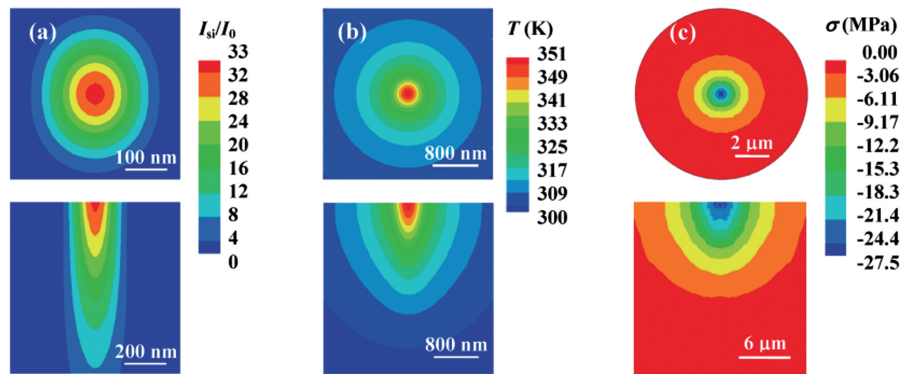 (a)
I_si/I_0
33
32
28
24
20
16
12
8
4
0
100 nm
200 nm
(b)
T (K)
351
349
341
333
325
317
309
300
800 nm
800 nm
(c)
σ (MPa)
0.00
-3.06
-6.11
-9.17
-12.2
-15.3
-18.3
-21.4
-24.4
-27.5
2 μm
6 μm